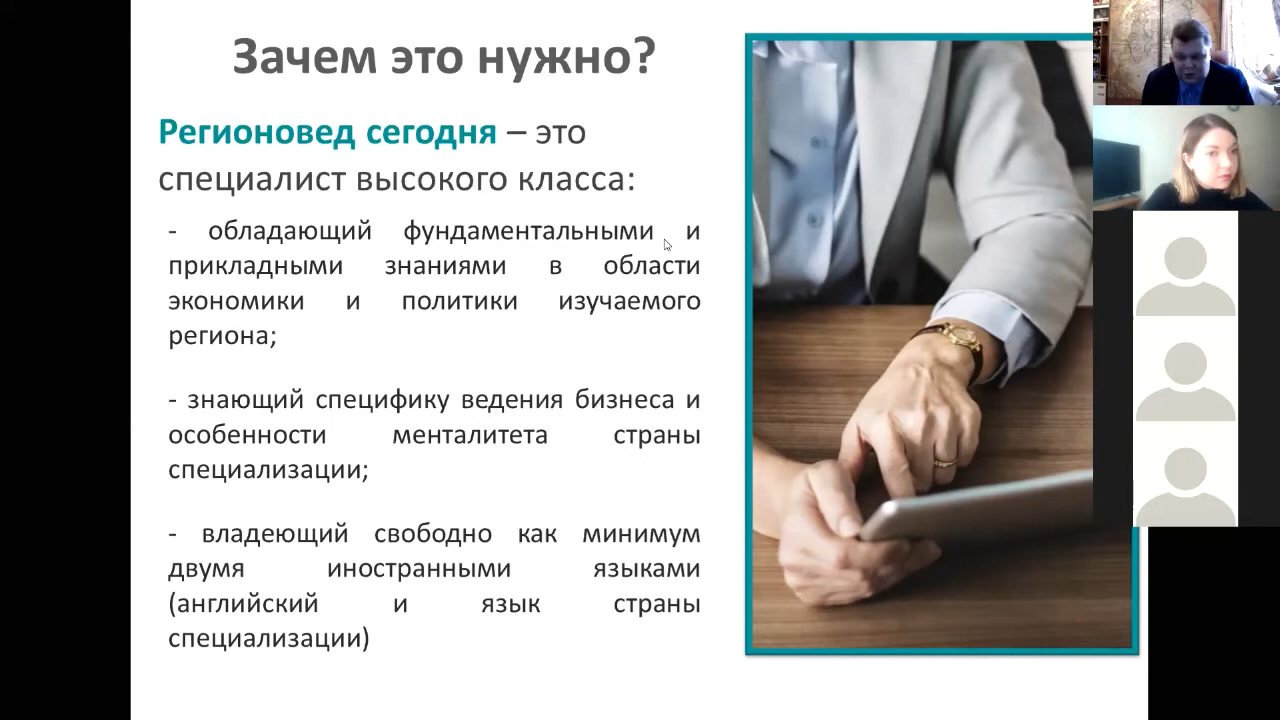 Зачем это нужно?
Регионовед сегодня – это
специалист высокого класса:
- обладающий фундаментальными и
прикладными знаниями в области
экономики и политики изучаемого
региона;
- знающий специфику ведения бизнеса и
особенности менталитета страны
специализации;
- владеющий свободно как минимум
двумя иностранными языками
(английский и язык страны
специализации)